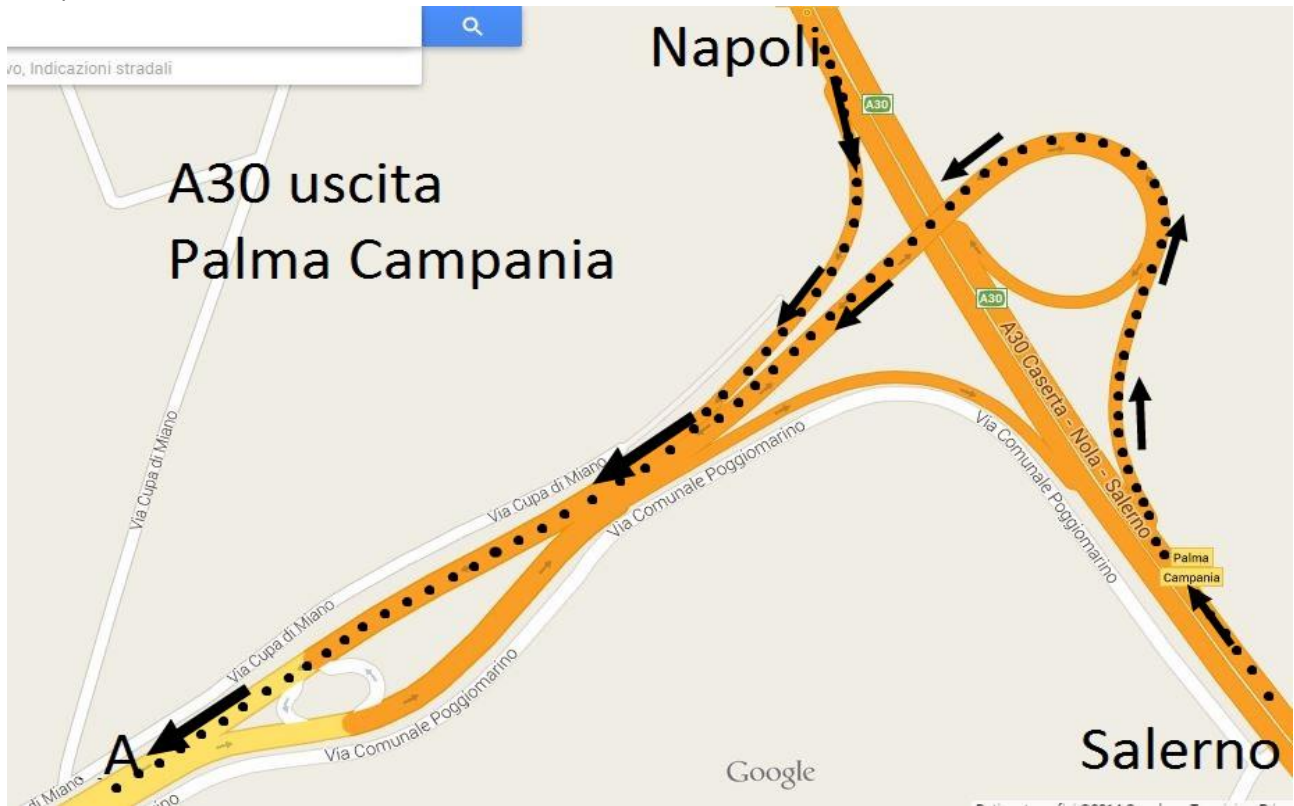 vo, Indicazioni stradali
Napoli
A30
A30 uscita
Palma Campania
A30
A30 Caserta - Nola - Salerno
Via Cupa di Miano
Via Cupa di Miano
Via Comunale Poggiomarino
Via Comunale Poggiomarino
Palma
Campania
Via Cupa di Miano
Via Comunale Poggiomarino
A
Salerno
di Miano
Google